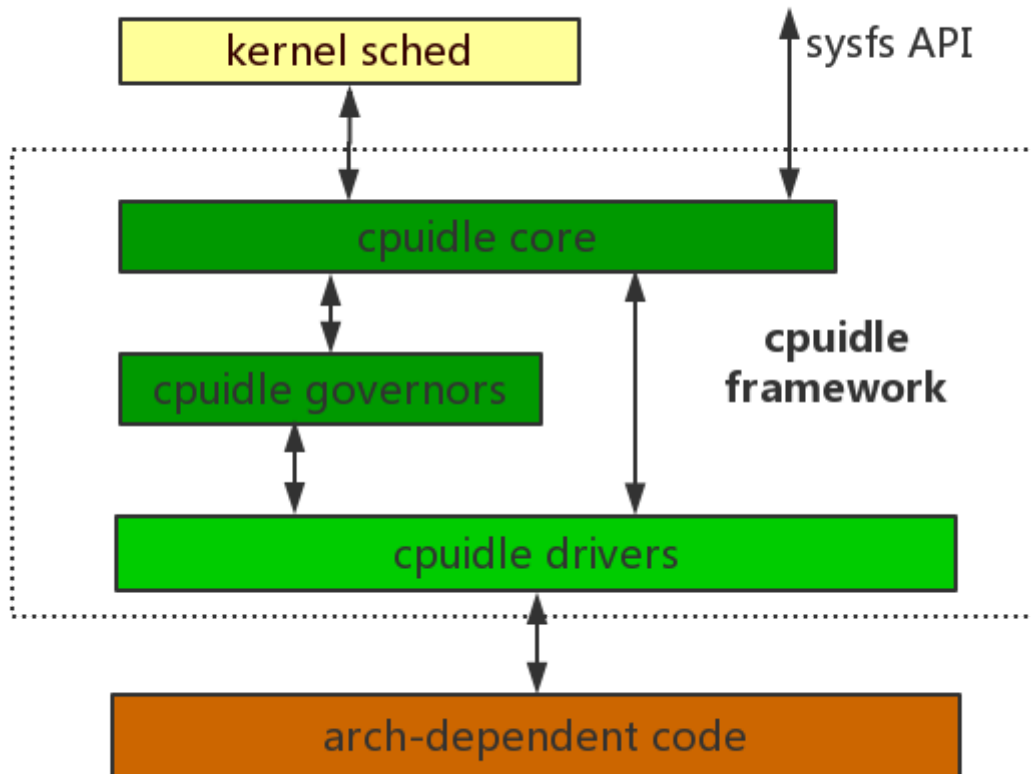 kernel sched
sysfs API
cpuidle core
cpuidle
framework
cpuidle governors
cpuidle drivers
arch-dependent code